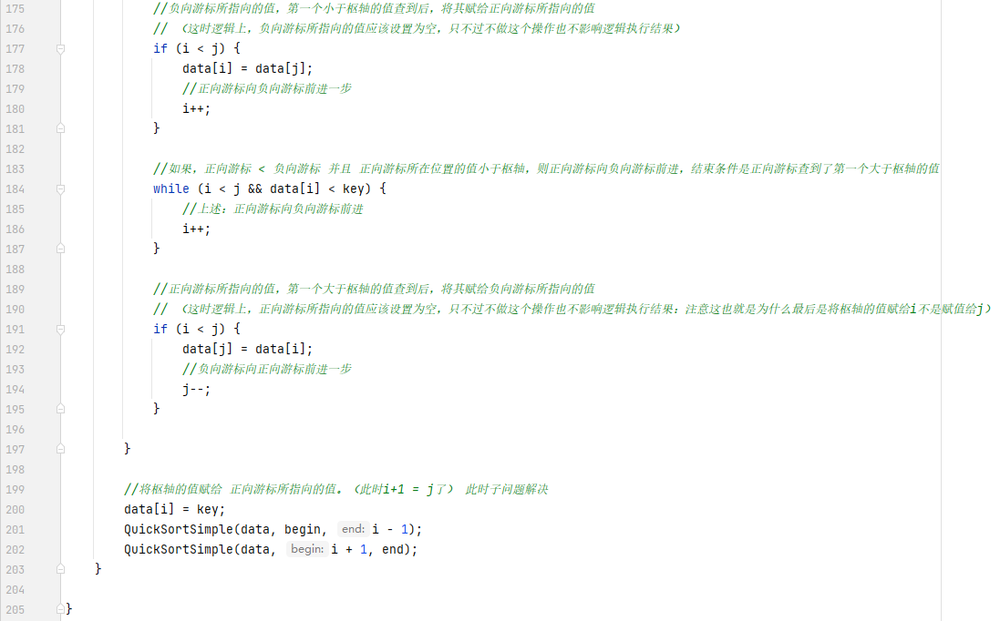 175 //负向游标所指向的值，第一个小于枢轴的值查到后，将其赋给正向游标所指向的值
176 // （这时逻辑上，负向游标所指向的值应该设置为空，只不过不做这个操作也不影响逻辑执行结果）
177 if (i < j) {
178 data[i] = data[j];
179 //正向游标向负向游标前进一步
180 i++;
181 }
182
183 //如果，正向游标 < 负向游标 并且 正向游标所在位置的值小于枢轴，则正向游标向负向游标前进，结束条件是正向游标查到了第一个大于枢轴的值
184 while (i < j && data[i] < key) {
185 //上述：正向游标向负向游标前进
186 i++;
187 }
188
189 //正向游标所指向的值，第一个大于枢轴的值查到后，将其赋给负向游标所指向的值
190 // （这时逻辑上，正向游标所指向的值应该设置为空，只不过不做这个操作也不影响逻辑执行结果：注意这也就是为什么最后是将枢轴的值赋给i不是赋值给j）
191 if (i < j) {
192 data[j] = data[i];
193 //负向游标向正向游标前进一步
194 j--;
195 }
196
197 }
198
199 //将枢轴的值赋给 正向游标所指向的值。（此时i+1 = j了） 此时子问题解决
200 data[i] = key;
201 QuickSortSimple(data, begin, end: i - 1);
202 QuickSortSimple(data, begin: i + 1, end);
203 }
204
205 }